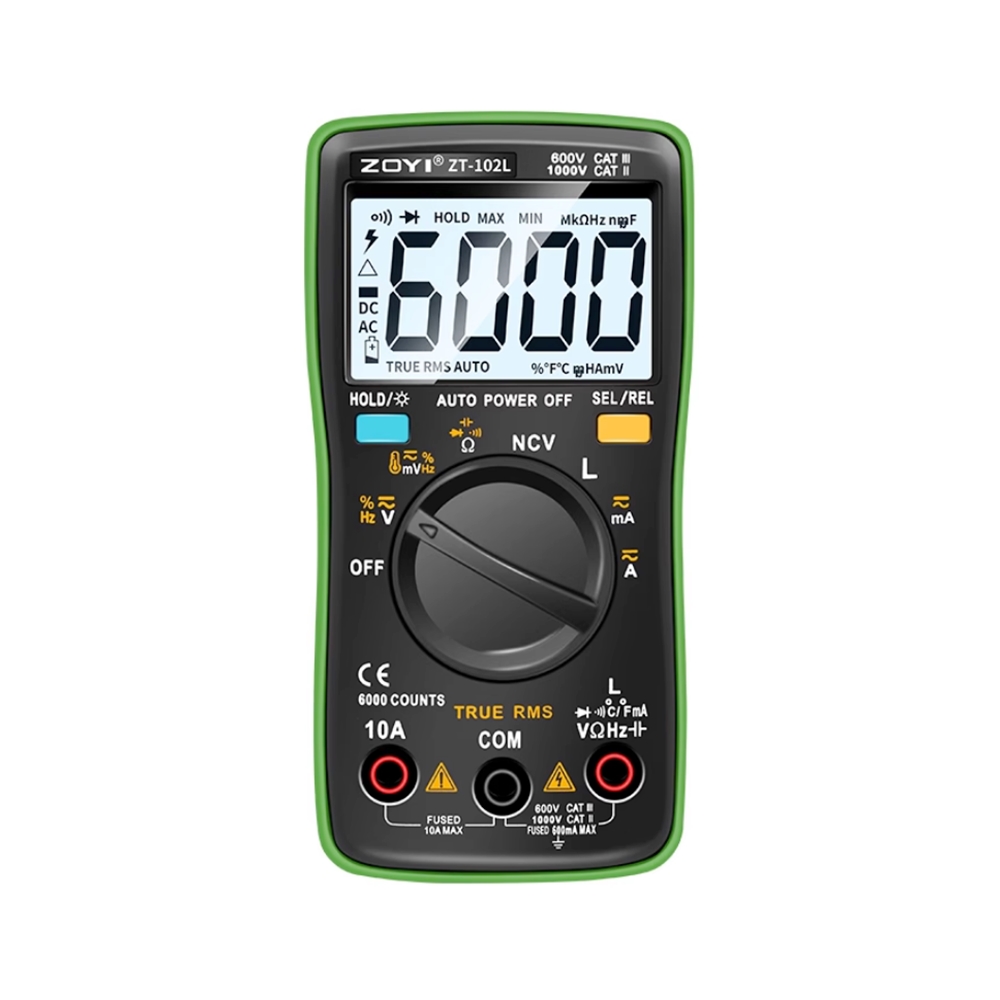 ZOYI® ZT-102L
600V CAT III
1000V CAT II
HOLD MAX MIN MkΩHz nmF
6000
DC
AC
TRUE RMS AUTO %°F°C mHAmV
HOLD/ AUTO POWER OFF SEL/REL
Ω NCV
mV % Hz L
% Hz V mA
OFF A
CE
6000 COUNTS
TRUE RMS
L
°C/°F mA
10A COM VΩHz
FUSED
10A MAX
600V CAT III
1000V CAT II
FUSED 600mA MAX